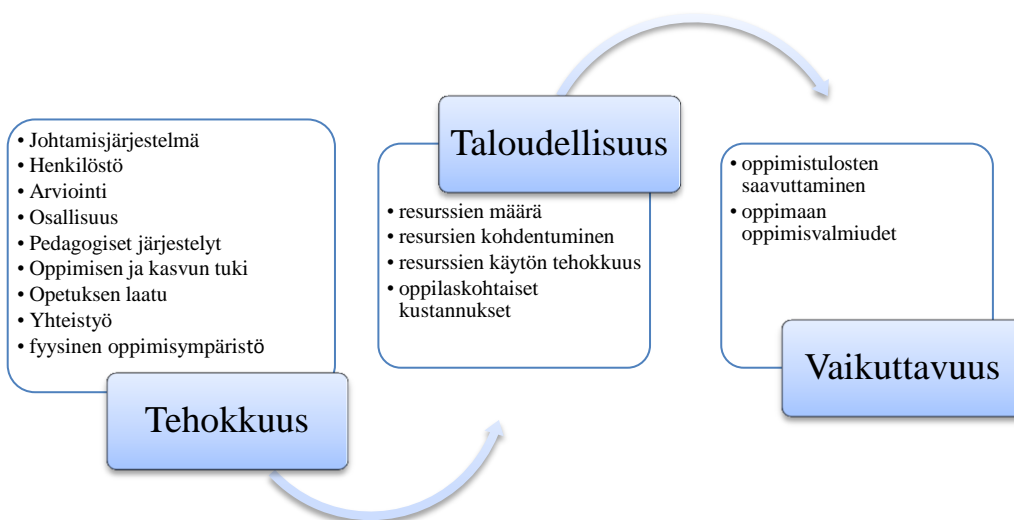 • Johtamisjärjestelmä
• Henkilöstö
• Arviointi
• Osallisuus
• Pedagogiset järjestelyt
• Oppimisen ja kasvun tuki
• Opetuksen laatu
• Yhteistyö
• fyysinen oppimisympäristö
Tehokkuus
Taloudellisuus
• resurssien määrä
• resursien kohdentuminen
• resurssien käytön tehokkuus
• oppilaskohtaiset
kustannukset
• oppimistulosten
saavuttaminen
• oppimaan
oppimisvalmiudet
Vaikuttavuus